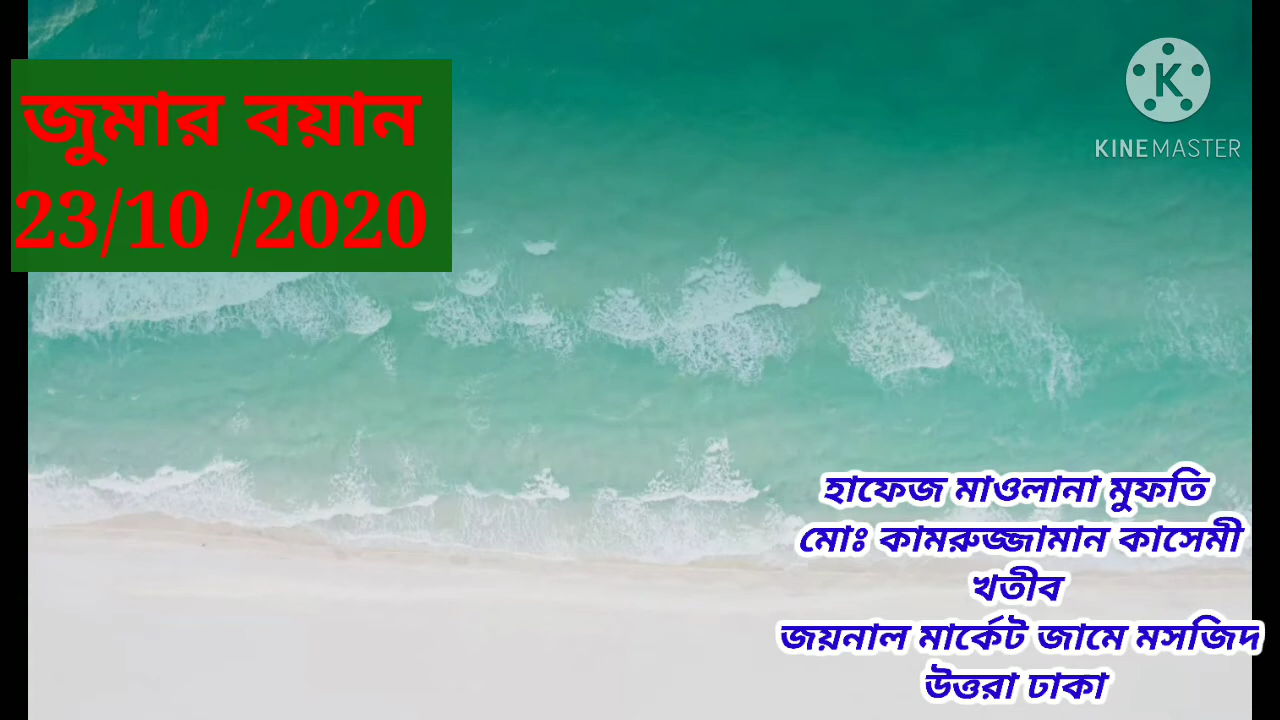 জুমার বয়ান
23/10 /2020
K
KINEMASTER
হাফেজ মাওলানা মুফতি
মোঃ কামরুজ্জামান কাসেমী
খতীব
জয়নাল মার্কেট জামে মসজিদ
উত্তরা ঢাকা